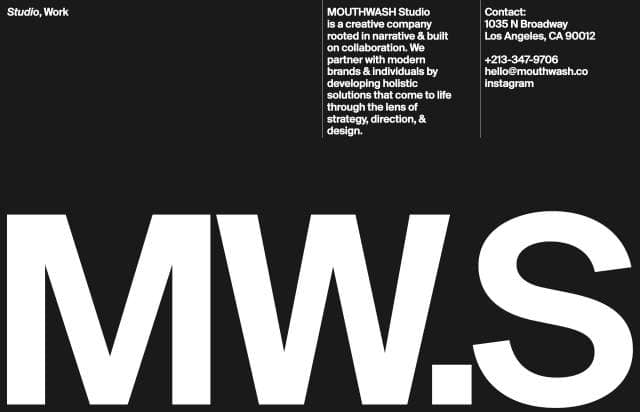 Studio, Work
MOUTHWASH Studio
is a creative company
rooted in narrative & built
on collaboration. We
partner with modern
brands & individuals by
developing holistic
solutions that come to life
through the lens of
strategy, direction, &
design.
Contact:
1035 N Broadway
Los Angeles, CA 90012
+213-347-9706
hello@mouthwash.co
instagram
MW.S